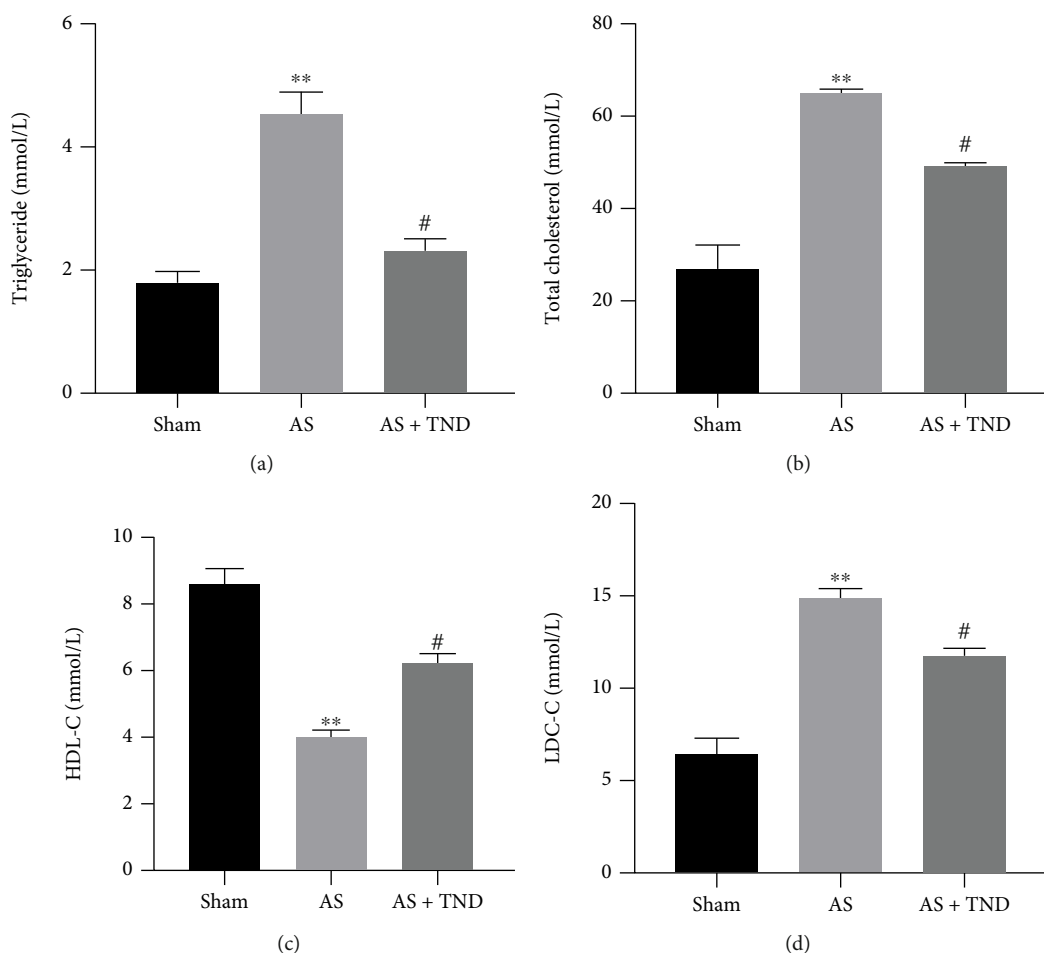 6
4
2
0
Triglyceride (mmol/L)
**
#
Sham AS AS + TND
(a)
80
60
40
20
0
Total cholesterol (mmol/L)
**
#
Sham AS AS + TND
(b)
10
8
6
4
2
0
HDL-C (mmol/L)
**
#
Sham AS AS + TND
(c)
20
15
10
5
0
LDC-C (mmol/L)
**
#
Sham AS AS + TND
(d)